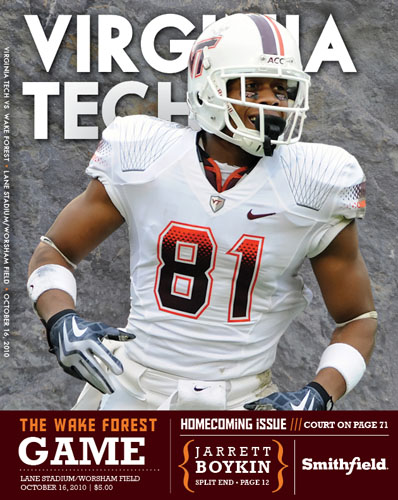 VIRGINIA
TECH
ACC
VT
81
VIRGINIA TECH VS. WAKE FOREST • LANE STADIUM/WORSHAM FIELD • OCTOBER 16, 2010
THE WAKE FOREST
GAME
LANE STADIUM/WORSHAM FIELD
OCTOBER 16, 2010 | $5.00
HOMECOMING ISSUE /// COURT ON PAGE 71
JARRETT
BOYKIN
SPLIT END • PAGE 12
Smithfield.